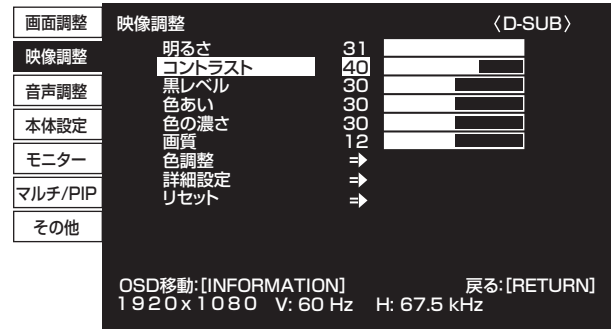 画面調整
映像調整
音声調整
本体設定
モニター
マルチ/PIP
その他
映像調整 〈D-SUB〉
明るさ 31
コントラスト 40
黒レベル 30
色あい 30
色の濃さ 30
画質 12
色調整
詳細設定
リセット
OSD移動:[INFORMATION] 戻る:[RETURN]
1920x1080 V: 60 Hz H: 67.5 kHz